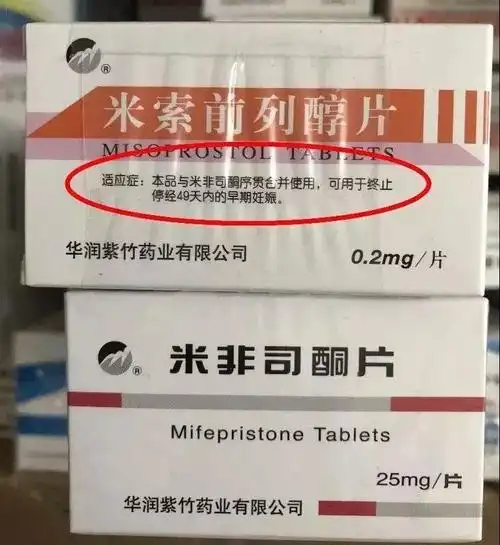 ®
米索前列醇片
MISOPROSTOL TABLETS
适应症：本品与米非司酮序贯合并使用，可用于终止
停经49天内的早期妊娠。
华润紫竹药业有限公司
0.2mg/片
®
米非司酮片
Mifepristone Tablets
25mg/片
华润紫竹药业有限公司